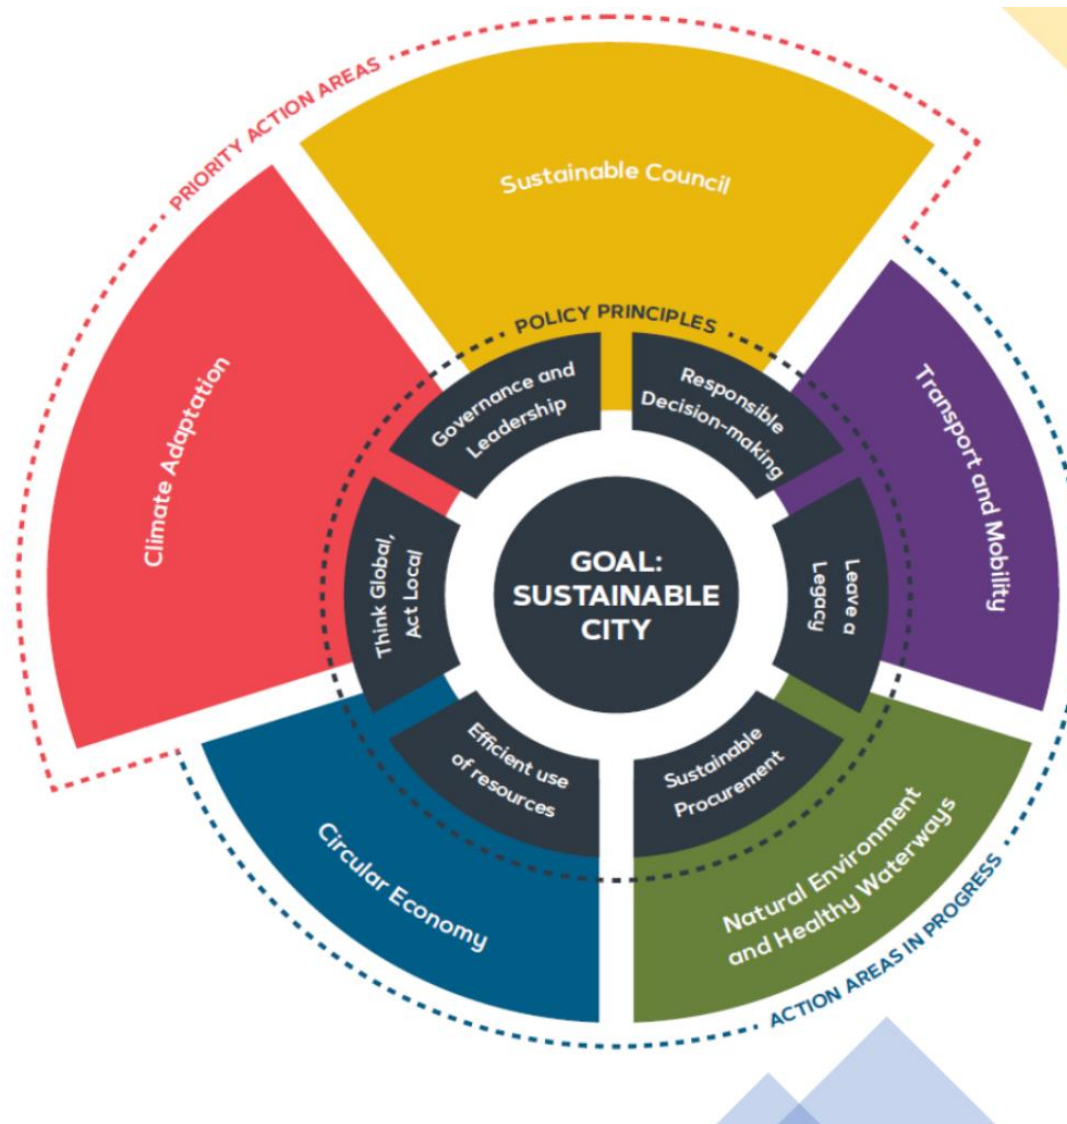 PRIORITY ACTION AREAS
Sustainable Council
Climate Adaptation
Transport and Mobility
POLICY PRINCIPLES
Governance and
Leadership
Responsible
Decision-making
Think Global,
Act Local
Leave a
Legacy
GOAL:
SUSTAINABLE
CITY
Efficient use
of resources
Sustainable
Procurement
Circular Economy
Natural Environment
and Healthy Waterways
ACTION AREAS IN PROGRESS